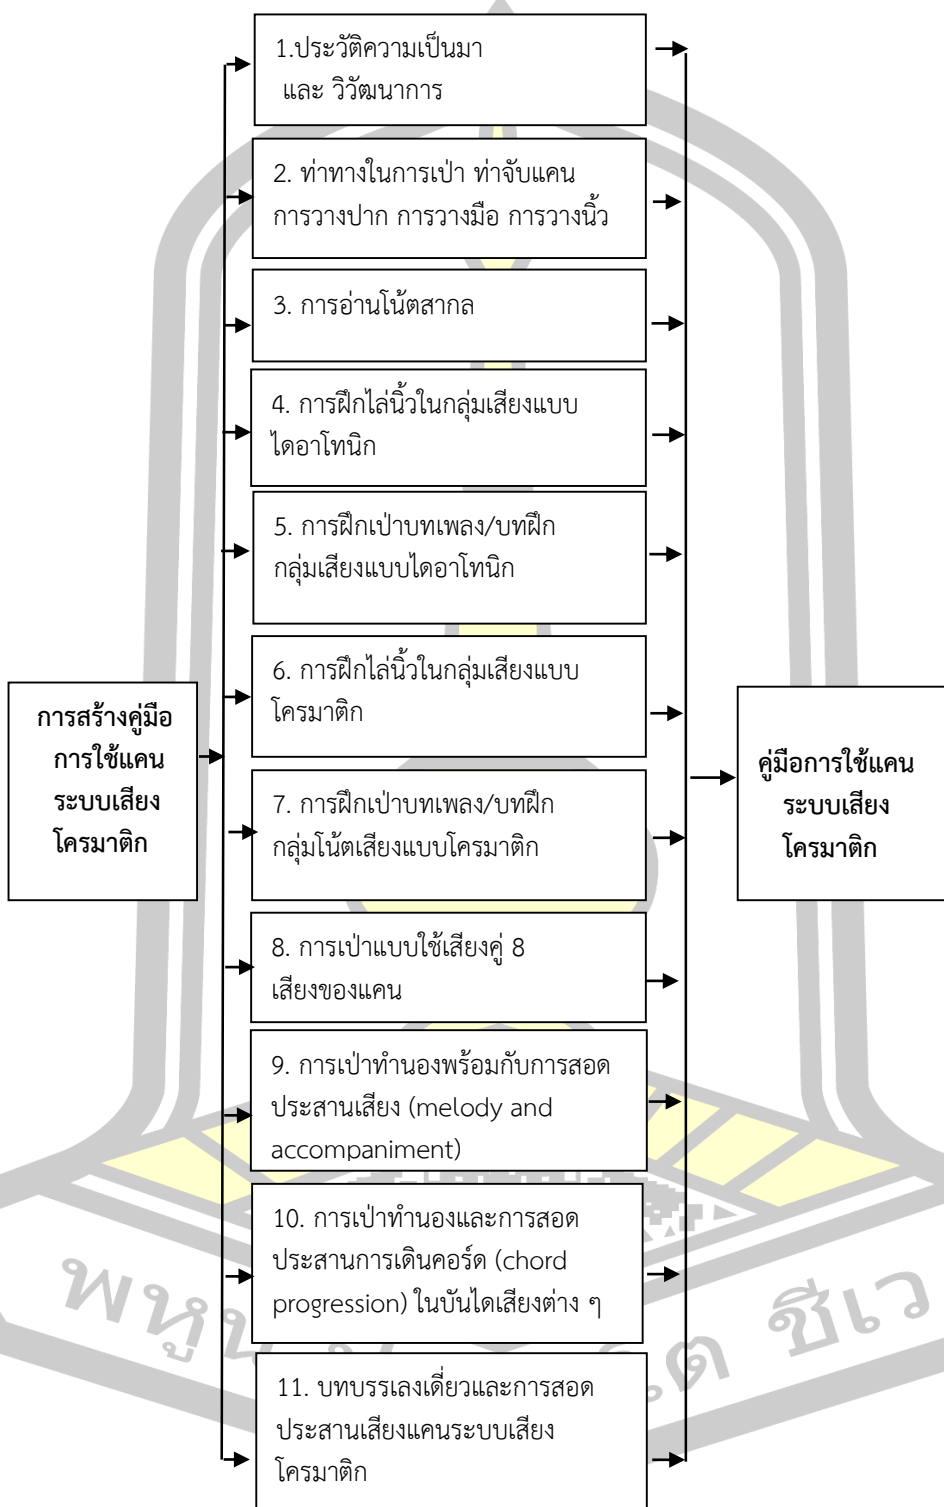 1.ประวัติความเป็นมา
และ วิวัฒนาการ
2. ท่าทางในการเป่า ท่าจับแคน
การวางปาก การวางมือ การวางนิ้ว
3. การอ่านโน้ตสากล
4. การฝึกไล่นิ้วในกลุ่มเสียงแบบ
ไดอาโทนิก
5. การฝึกเป่าบทเพลง/บทฝึก
กลุ่มเสียงแบบไดอาโทนิก
6. การฝึกไล่นิ้วในกลุ่มเสียงแบบ
โครมาติก
การสร้างคู่มือ
การใช้แคน
ระบบเสียง
โครมาติก
คู่มือการใช้แคน
ระบบเสียง
โครมาติก
7. การฝึกเป่าบทเพลง/บทฝึก
กลุ่มโน้ตเสียงแบบโครมาติก
8. การเป่าแบบใช้เสียงคู่ 8
เสียงของแคน
9. การเป่าทำนองพร้อมกับการสอด
ประสานเสียง (melody and
accompaniment)
10. การเป่าทำนองและการสอด
ประสานการเดินคอร์ด (chord
progression) ในบันไดเสียงต่าง ๆ
11. บทบรรเลงเดี่ยวและการสอด
ประสานเสียงแคนระบบเสียง
โครมาติก
ชีเว